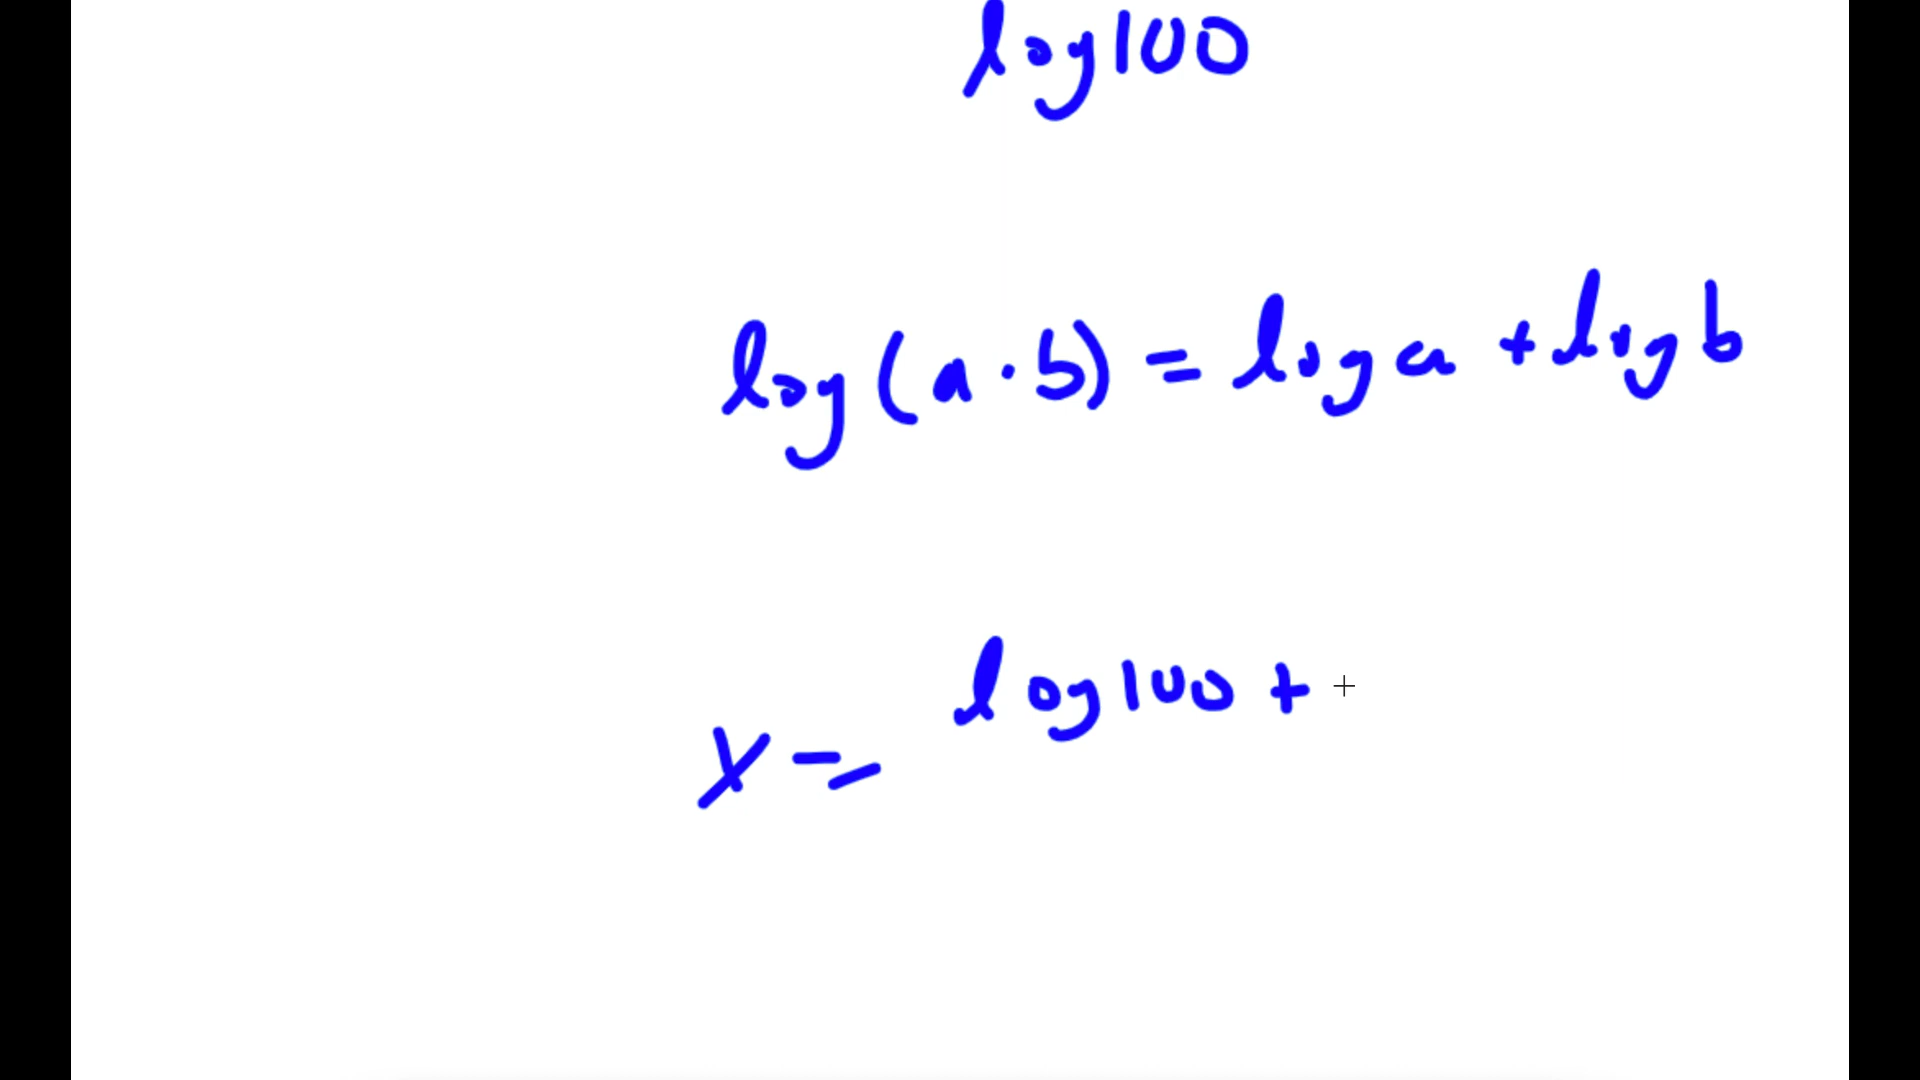 log100
log(a·b) = log a + log b
x = log100 +